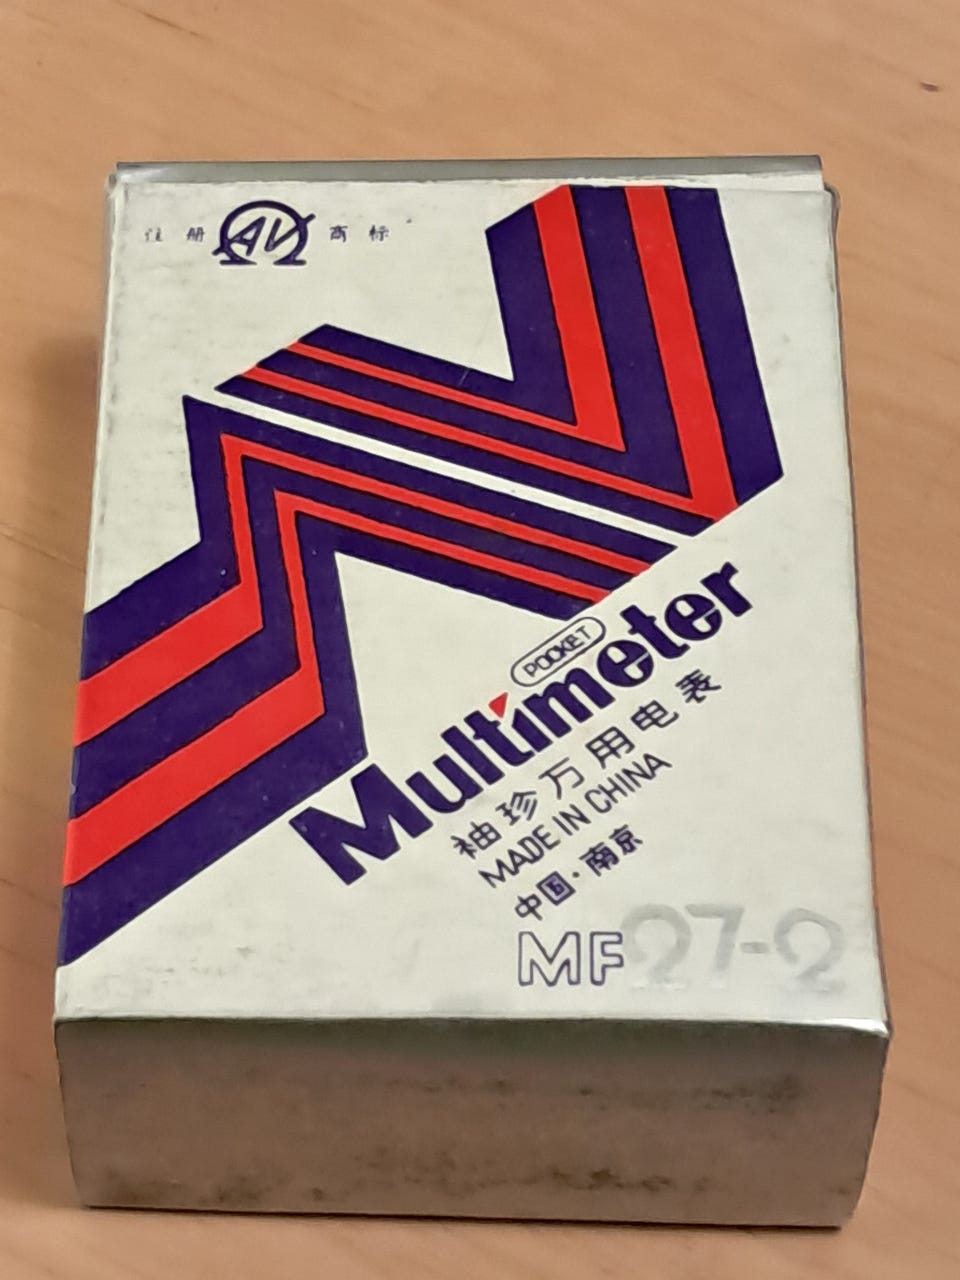 注册 AV 商标
POCKET
Multimeter
袖珍万用电表
MADE IN CHINA
中国·南京
MF27-2